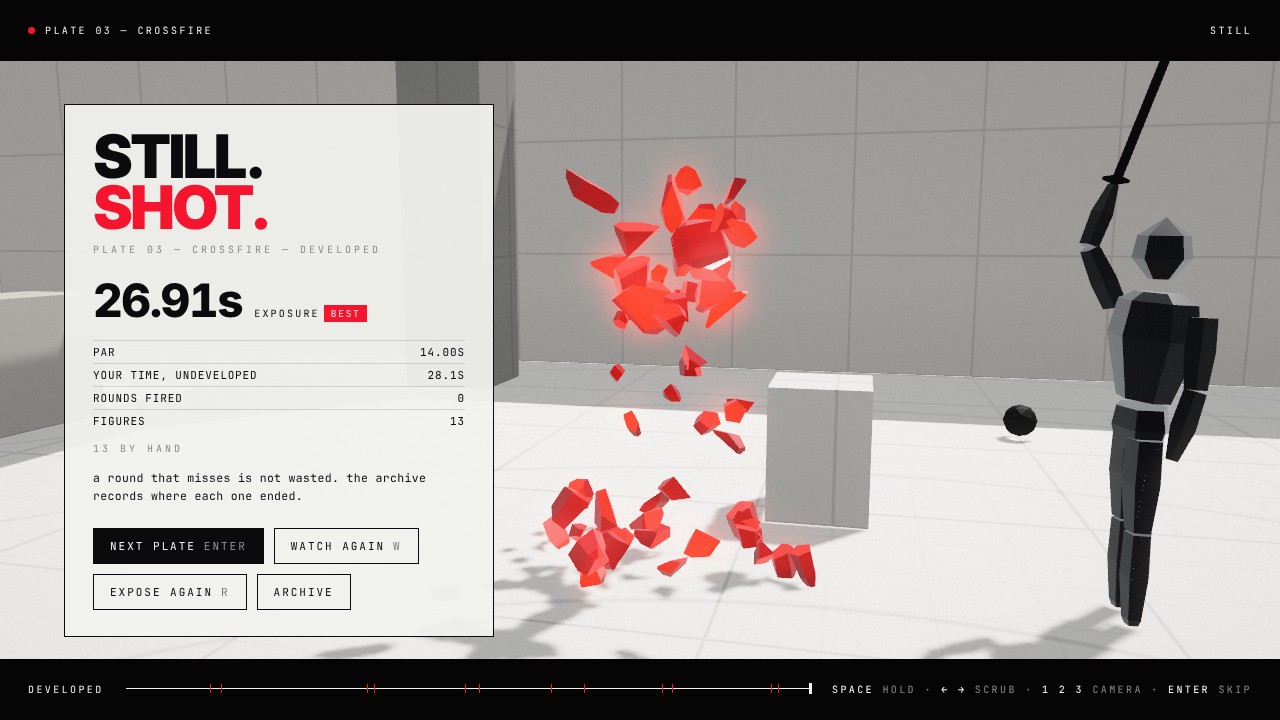 PLATE 03 — CROSSFIRE
STILL
STILL.
SHOT.
PLATE 03 — CROSSFIRE — DEVELOPED
26.91s EXPOSURE BEST
PAR 14.00S
YOUR TIME, UNDEVELOPED 28.1S
ROUNDS FIRED 0
FIGURES 13
13 BY HAND
a round that misses is not wasted. the archive
records where each one ended.
NEXT PLATE ENTER
WATCH AGAIN W
EXPOSE AGAIN R
ARCHIVE
DEVELOPED
SPACE HOLD · ← → SCRUB · 1 2 3 CAMERA · ENTER SKIP